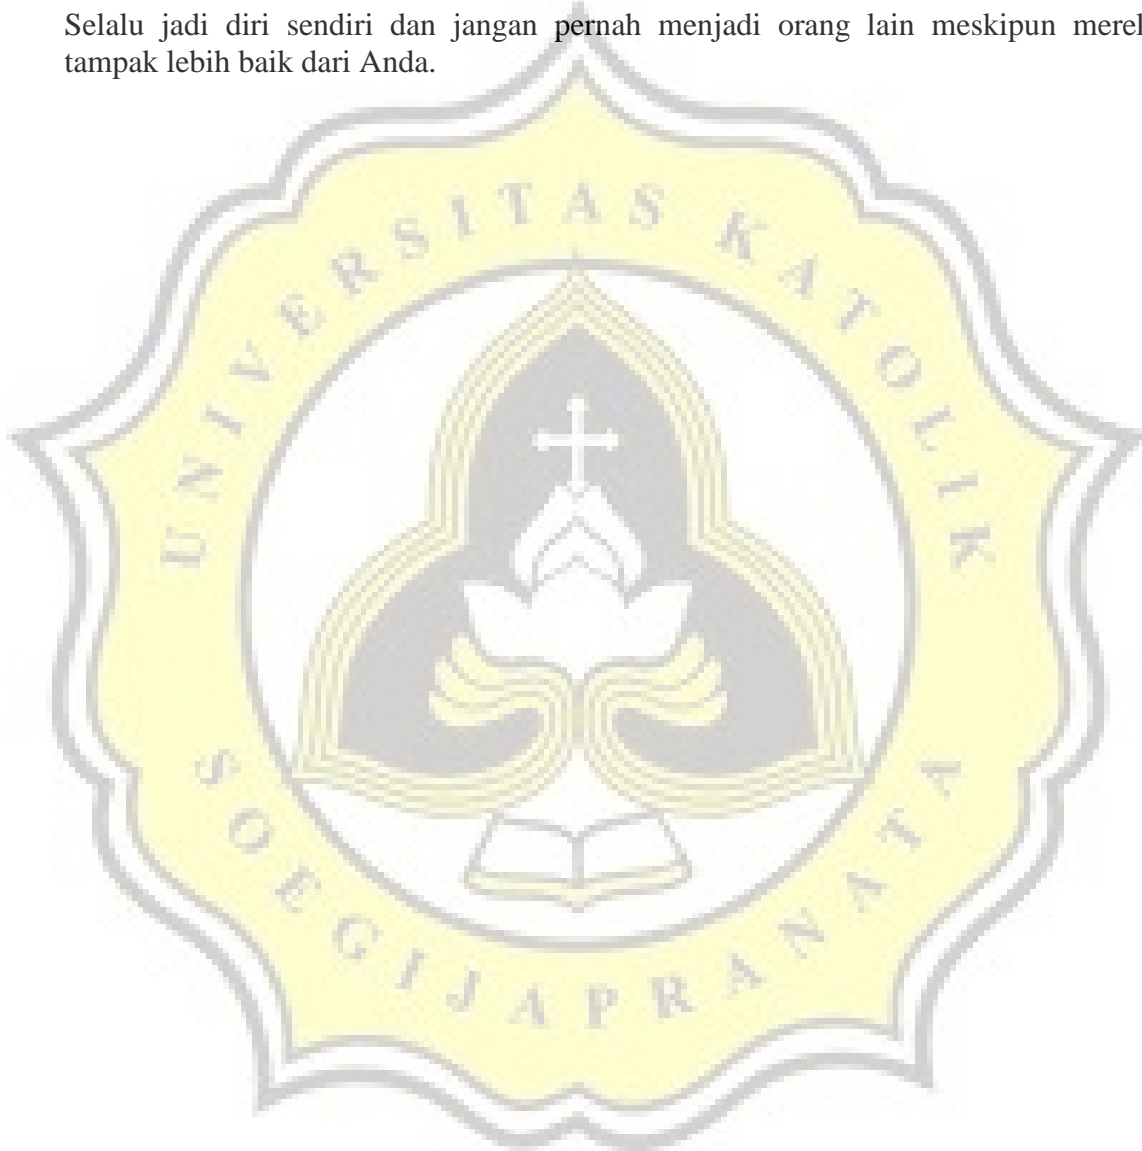 Selalu jadi diri sendiri dan jangan pernah menjadi orang lain meskipun merek
tampak lebih baik dari Anda.
UNIVERSITAS KATOLIK
SOEGIJAPRANATA